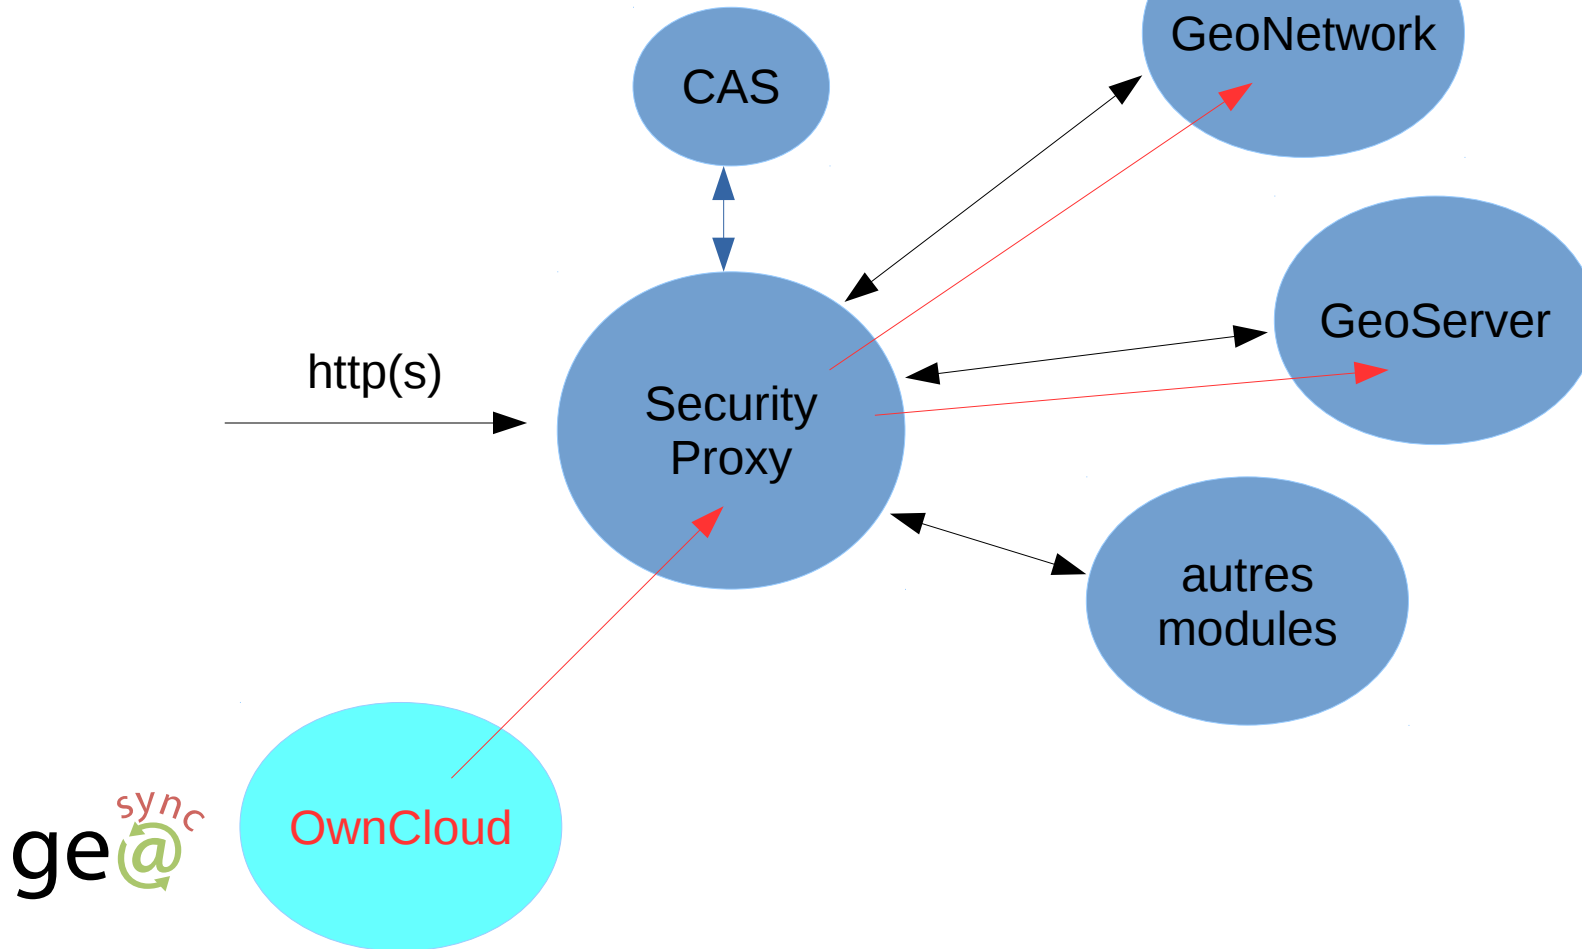 GeoNetwork
CAS
GeoServer
http(s)
Security
Proxy
autres
modules
sync
ge@
OwnCloud